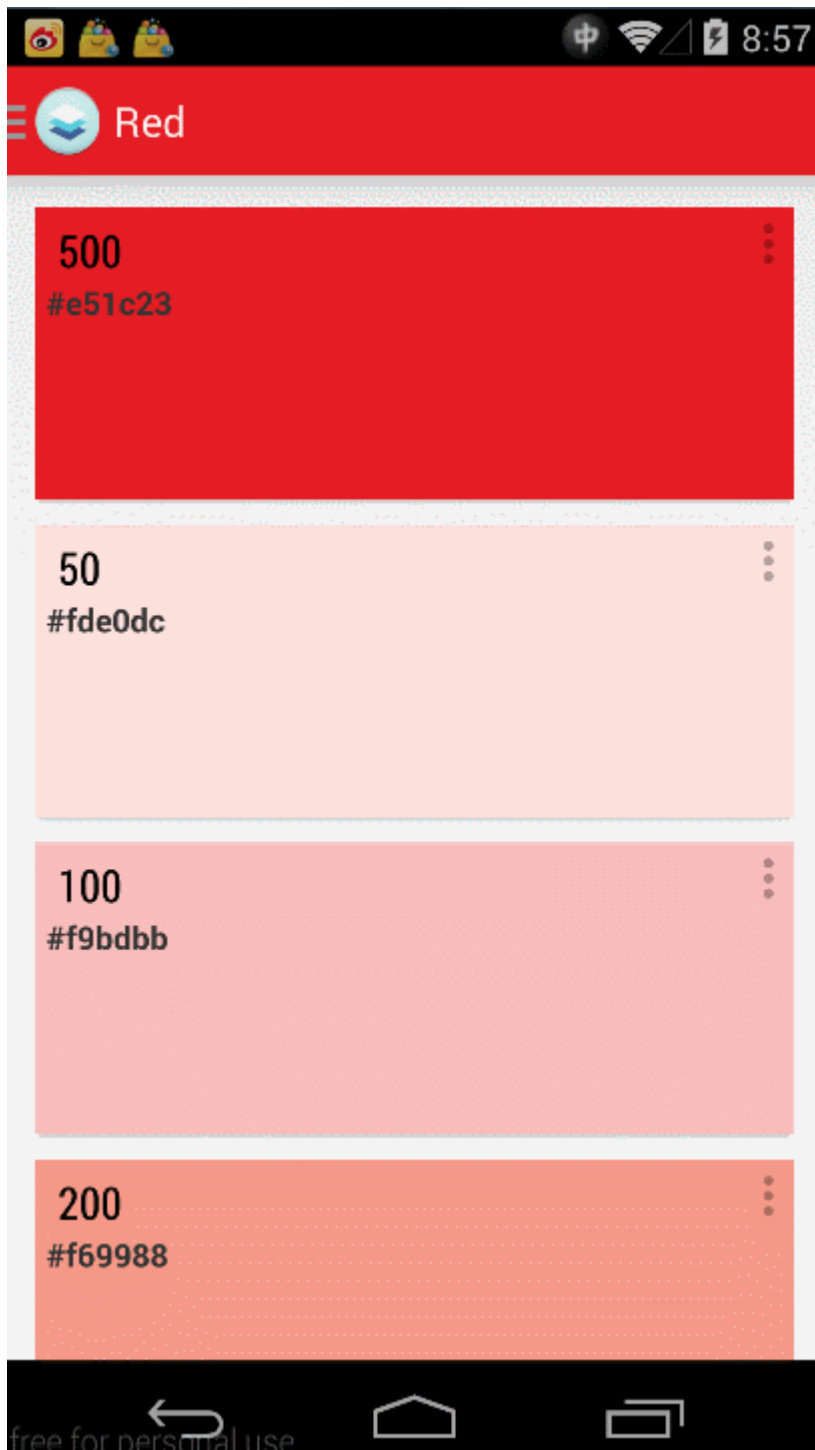 中 8:57
Red
500
#e51c23
50
#fde0dc
100
#f9bdbb
200
#f69988
free for personal use